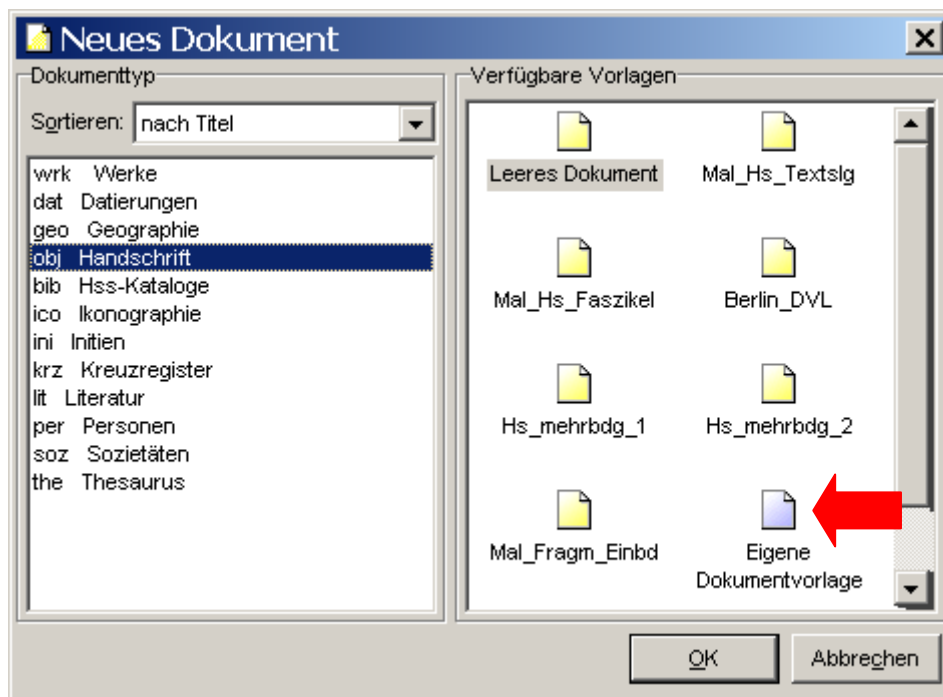 Neues Dokument
Dokumenttyp
Sortieren: nach Titel
wrk Werke
dat Datierungen
geo Geographie
obj Handschrift
bib Hss-Kataloge
ico Ikonographie
ini Initien
krz Kreuzregister
lit Literatur
per Personen
soz Sozietäten
the Thesaurus
Verfügbare Vorlagen
Leeres Dokument
Mal_Hs_Textslg
Mal_Hs_Faszikel
Berlin_DVL
Hs_mehrbdg_1
Hs_mehrbdg_2
Mal_Fragm_Einbd
Eigene
Dokumentvorlage
OK
Abbrechen